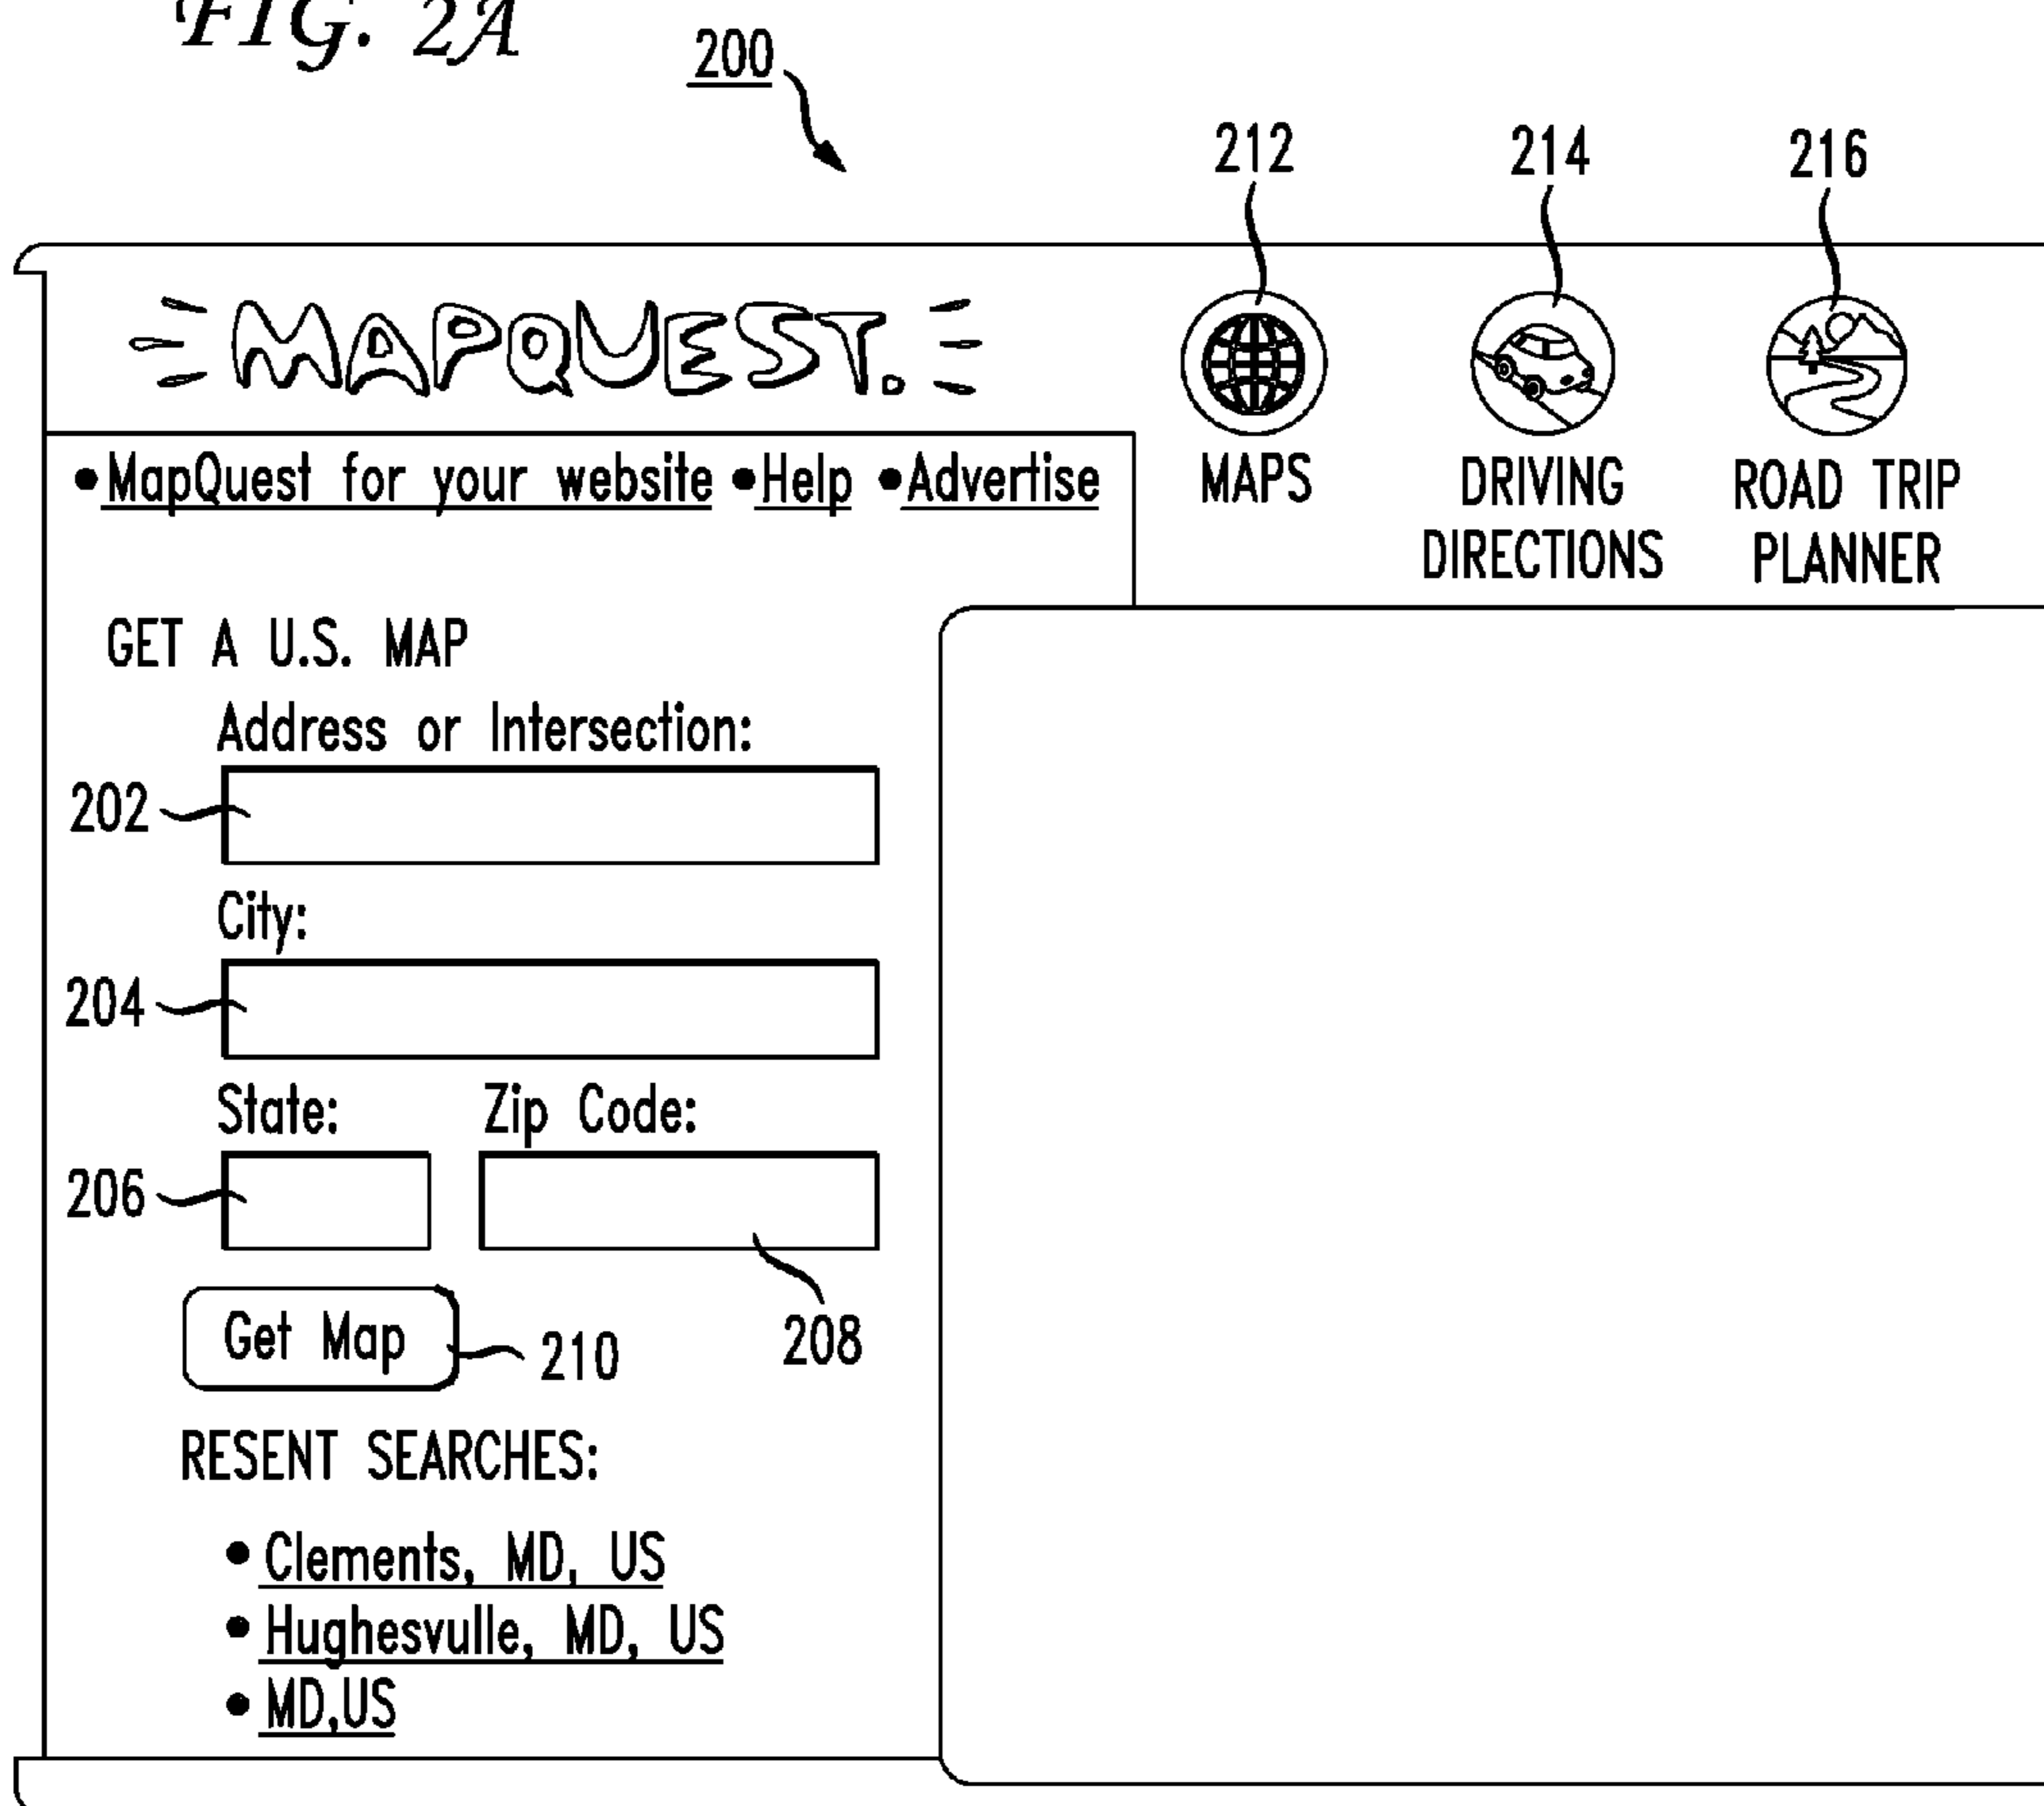 FIG. 2A
200
212 214 216
MAPQUEST.
•MapQuest for your website •Help •Advertise
MAPS
DRIVING
DIRECTIONS
ROAD TRIP
PLANNER
GET A U.S. MAP
Address or Intersection:
202
City:
204
State: Zip Code:
206
208
Get Map 210
RESENT SEARCHES:
• Clements, MD, US
• Hughesvulle, MD, US
• MD,US